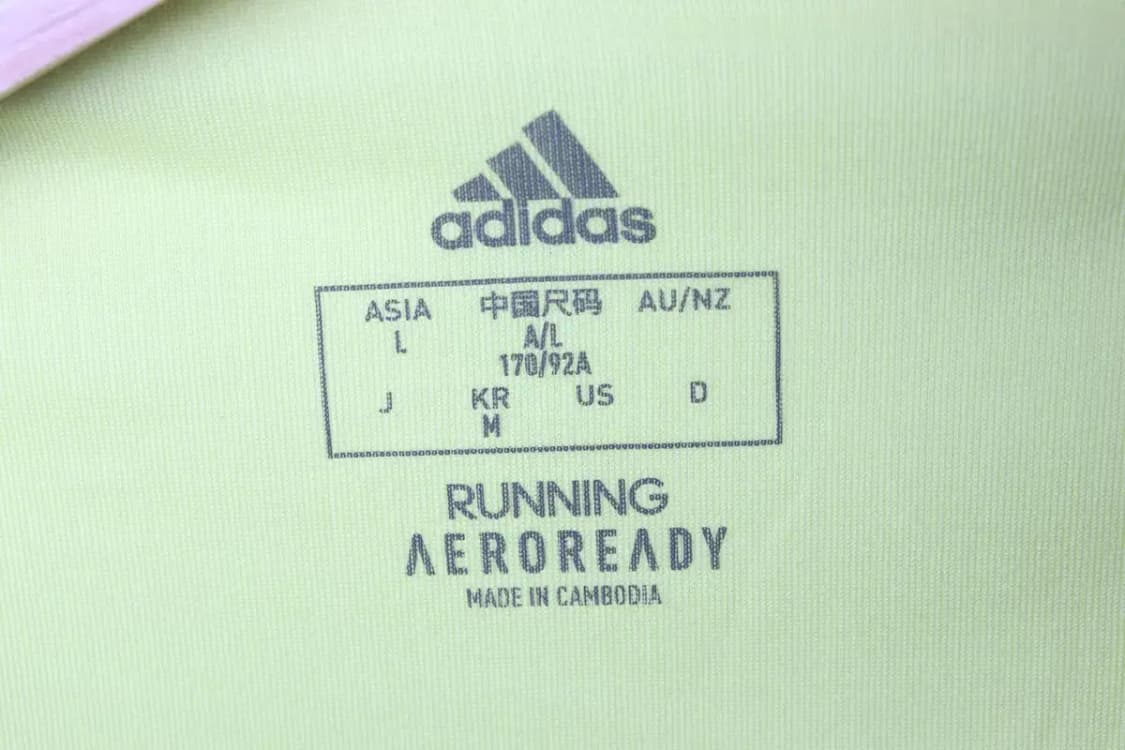 adidas
ASIA 中国尺码 AU/NZ
L A/L
170/92A
J KR US D
M
RUNNING
AEROREADY
MADE IN CAMBODIA